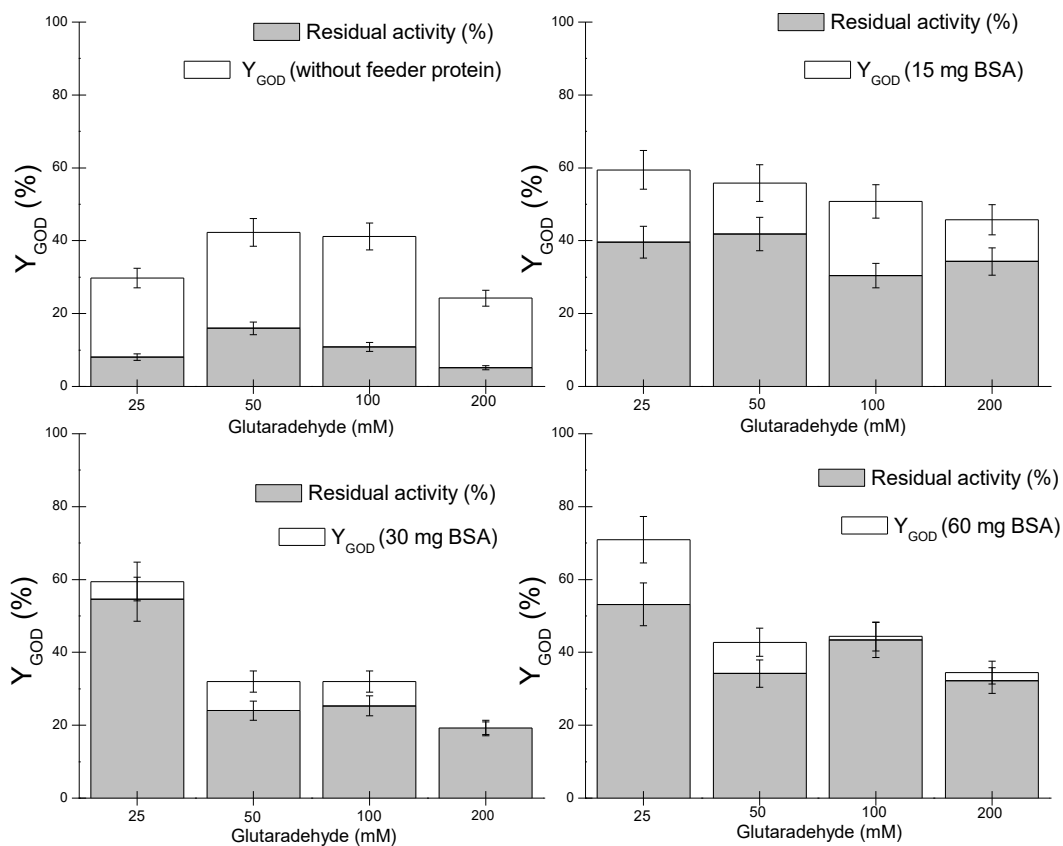 100
80
60
40
20
0
Y_GOD (%)
Residual activity (%)
Y_GOD (without feeder protein)
25 50 100 200
Glutaradehyde (mM)
100
80
60
40
20
0
Y_GOD (%)
Residual activity (%)
Y_GOD (15 mg BSA)
25 50 100 200
Glutaradehyde (mM)
100
80
60
40
20
0
Y_GOD (%)
Residual activity (%)
Y_GOD (30 mg BSA)
25 50 100 200
Glutaradehyde (mM)
100
80
60
40
20
0
Y_GOD (%)
Residual activity (%)
Y_GOD (60 mg BSA)
25 50 100 200
Glutaradehyde (mM)